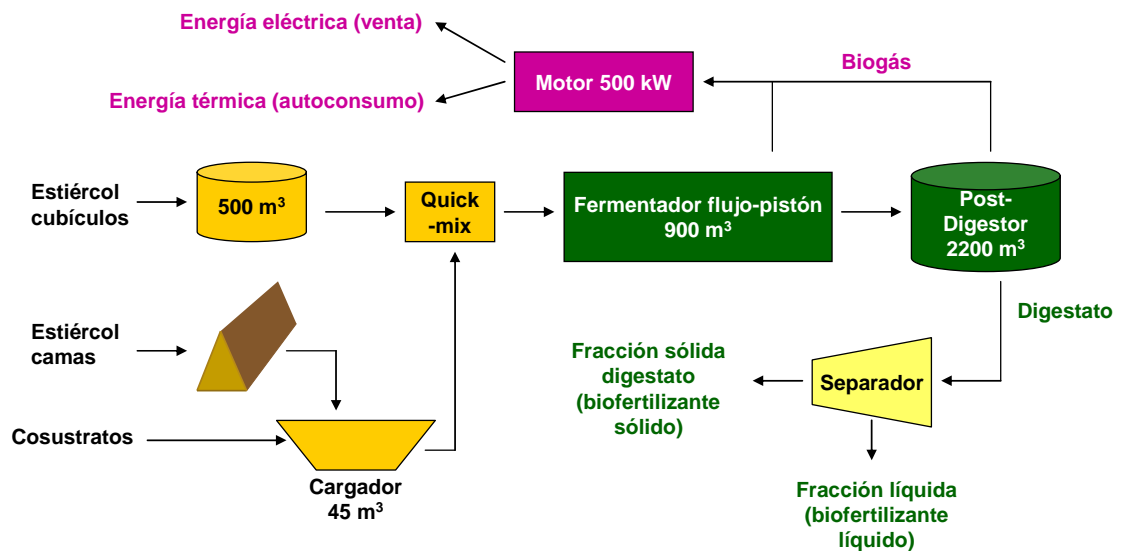 Energía eléctrica (venta)
Motor 500 kW
Biogás
Energía térmica (autoconsumo)
Estiércol
cubículos
500 m³
Quick
-mix
Fermentador flujo-pistón
900 m³
Post-
Digestor
2200 m³
Estiércol
camas
Digestato
Cosustratos
Cargador
45 m³
Fracción sólida
digestato
(biofertilizante
sólido)
Separador
Fracción líquida
(biofertilizante
líquido)